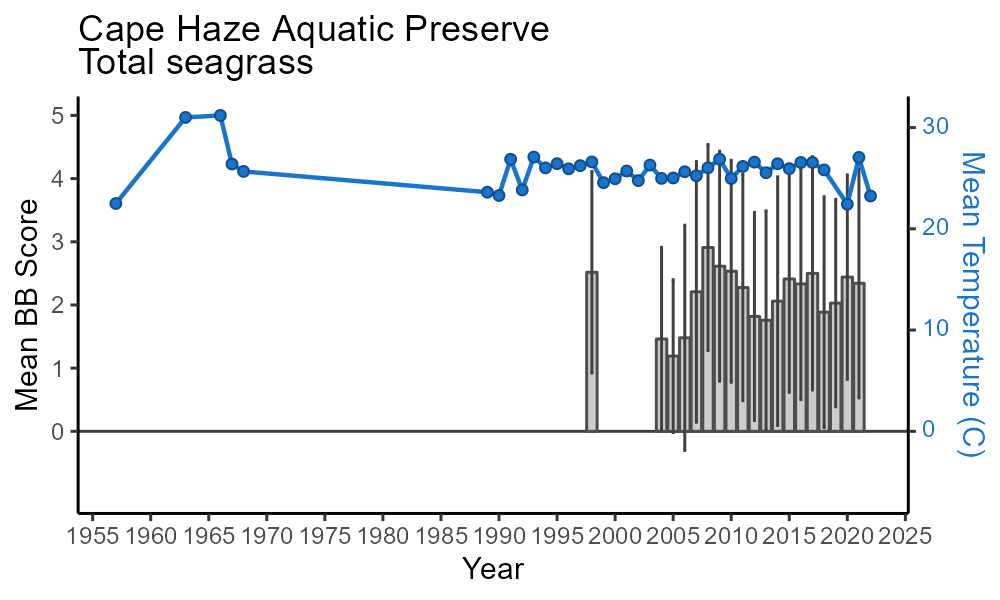 Cape Haze Aquatic Preserve
Total seagrass
Mean BB Score
5
4
3
2
1
0
30
20
10
0
Mean Temperature (C)
1955 1960 1965 1970 1975 1980 1985 1990 1995 2000 2005 2010 2015 2020 2025
Year